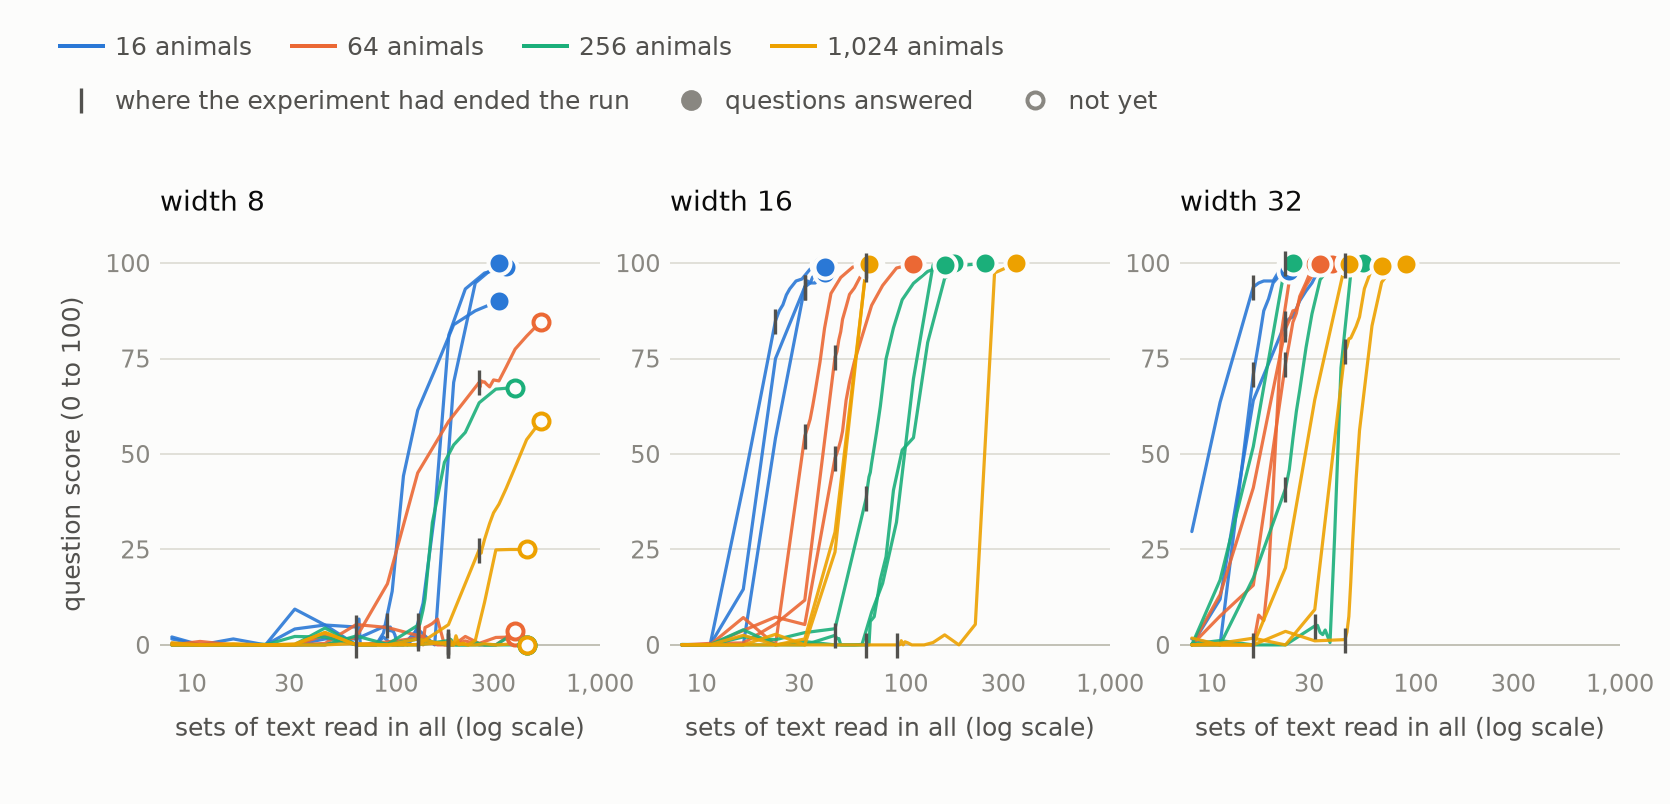 16 animals 64 animals 256 animals 1,024 animals
where the experiment had ended the run questions answered not yet
width 8 width 16 width 32
question score (0 to 100)
100 100 100
75 75 75
50 50 50
25 25 25
0 0 0
10 30 100 300 1,000 10 30 100 300 1,000 10 30 100 300 1,000
sets of text read in all (log scale) sets of text read in all (log scale) sets of text read in all (log scale)